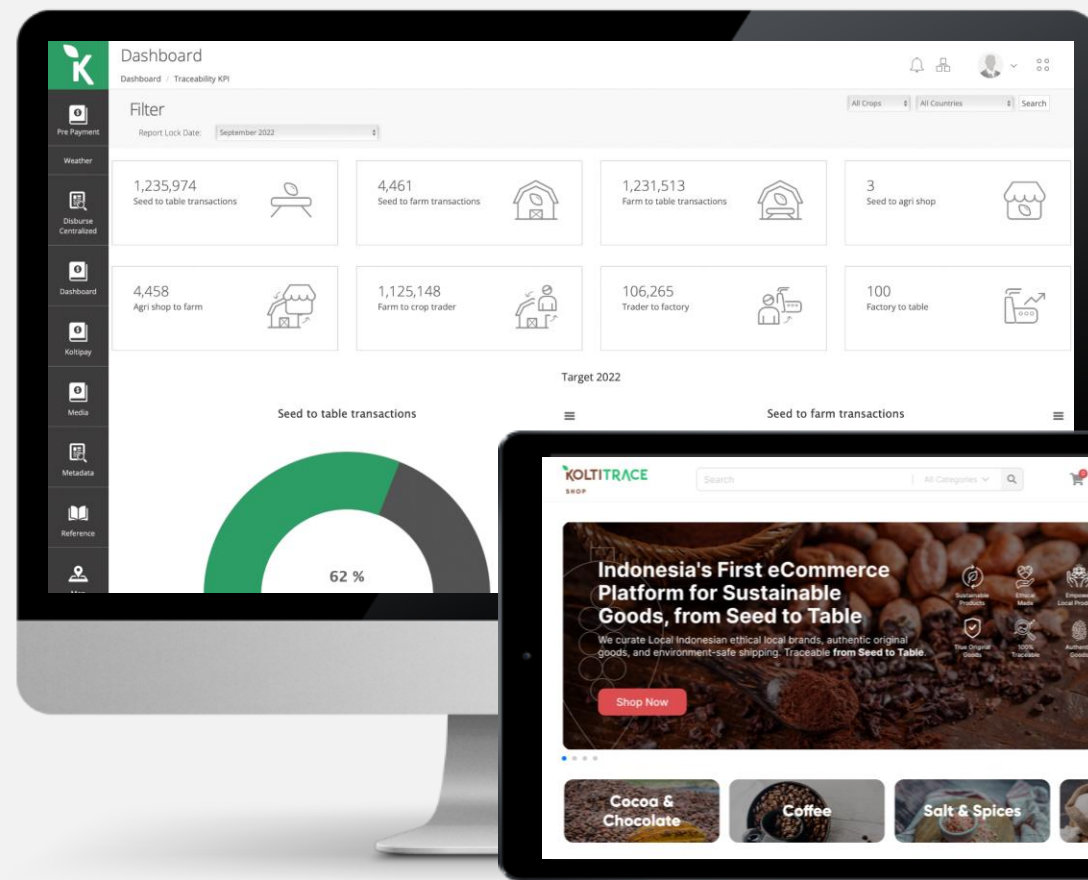 Dashboard
Dashboard / Traceability KPI
Filter
Report Lock Date:
September 2022
All Crops
All Countries
Search
Pre Payment
Weather
Disburse
Centralized
Dashboard
Koltipay
Media
Metadata
Reference
1,235,974
Seed to table transactions
4,461
Seed to farm transactions
1,231,513
Farm to table transactions
3
Seed to agri shop
4,458
Agri shop to farm
1,125,148
Farm to crop trader
106,265
Trader to factory
100
Factory to table
Target 2022
Seed to table transactions
Seed to farm transactions
62 %
KOLTITRACE
SHOP
Search
All Categories
0
Indonesia's First eCommerce
Platform for Sustainable
Goods, from Seed to Table
We curate Local Indonesian ethical local brands, authentic original
goods, and environment-safe shipping. Traceable from Seed to Table.
Shop Now
Sustainable
Products
Ethical
Made
Empower
Local Prod
True Original
Goods
100%
Traceable
Authent
Goods
Cocoa &
Chocolate
Coffee
Salt & Spices